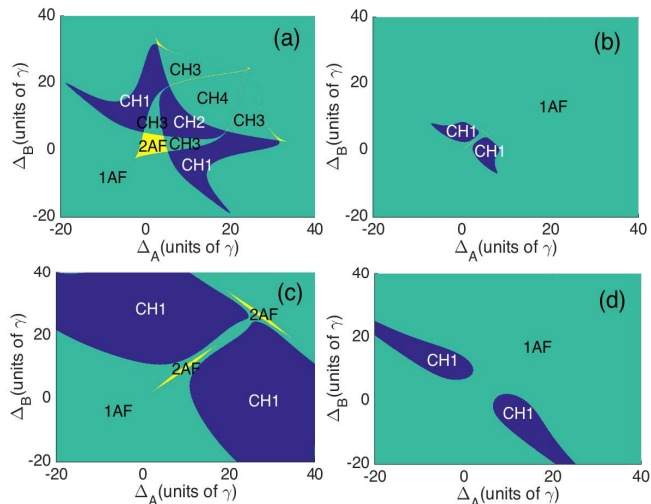 (a)
40
20
0
-20
Δ_B(units of γ)
CH3
CH1
CH4
CH3
CH2
CH3
2AF
CH3
CH1
1AF
-20 0 20 40
Δ_A(units of γ)
(b)
40
20
0
-20
Δ_B(units of γ)
1AF
CH1
CH1
-20 0 20 40
Δ_A(units of γ)
(c)
40
20
0
-20
Δ_B(units of γ)
CH1
2AF
2AF
1AF
CH1
-20 0 20 40
Δ_A(units of γ)
(d)
40
20
0
-20
Δ_B(units of γ)
1AF
CH1
CH1
-20 0 20 40
Δ_A(units of γ)